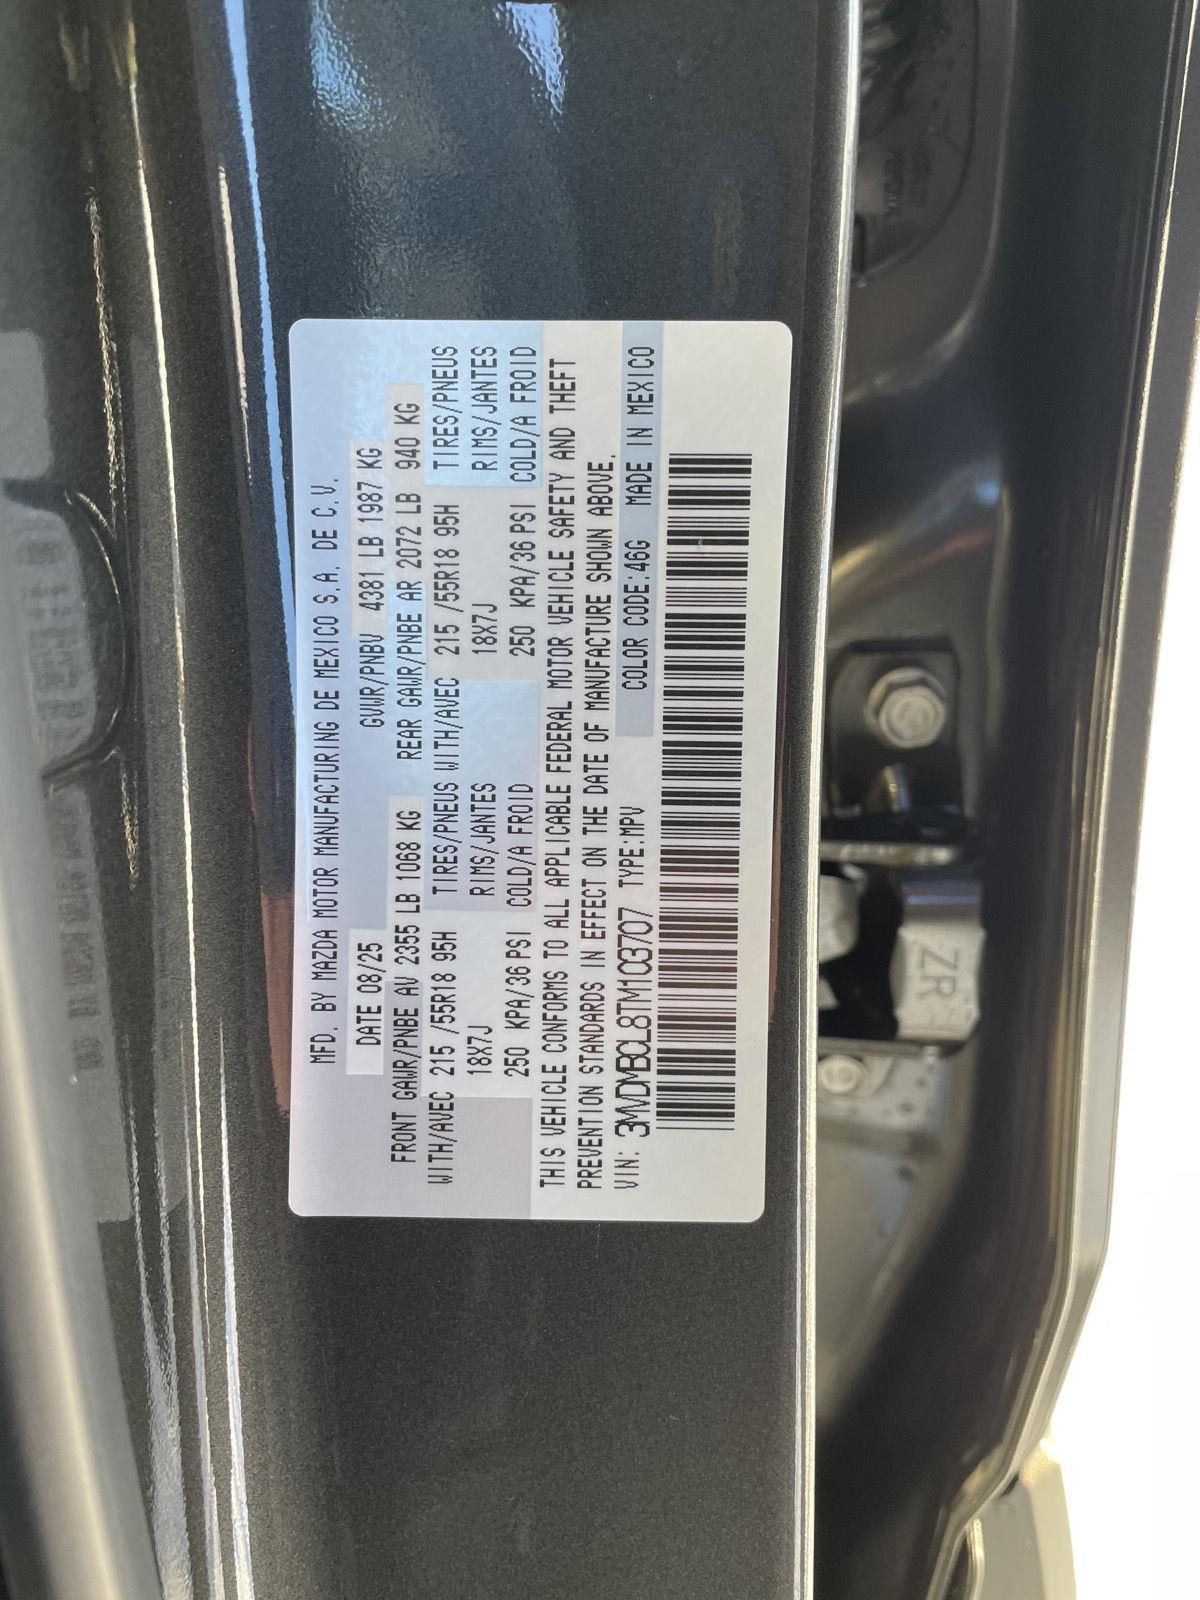 MFD. BY MAZDA MOTOR MANUFACTURING DE MEXICO S.A. DE C.V.
DATE 08/25 GVWR/PNBV 4381 LB 1987 KG
FRONT GAWR/PNBE AV 2355 LB 1068 KG REAR GAWR/PNBE AR 2072 LB 940 KG
WITH/AVEC 215 /55R18 95H TIRES/PNEUS WITH/AVEC 215 /55R18 95H TIRES/PNEUS
18X7J RIMS/JANTES 18X7J RIMS/JANTES
250 KPA/36 PSI COLD/A FROID 250 KPA/36 PSI COLD/A FROID
THIS VEHICLE CONFORMS TO ALL APPLICABLE FEDERAL MOTOR VEHICLE SAFETY AND THEFT
PREVENTION STANDARDS IN EFFECT ON THE DATE OF MANUFACTURE SHOWN ABOVE.
VIN: 3MVDMBCL8TM103707 TYPE:MPV COLOR CODE:46G MADE IN MEXICO
ZR